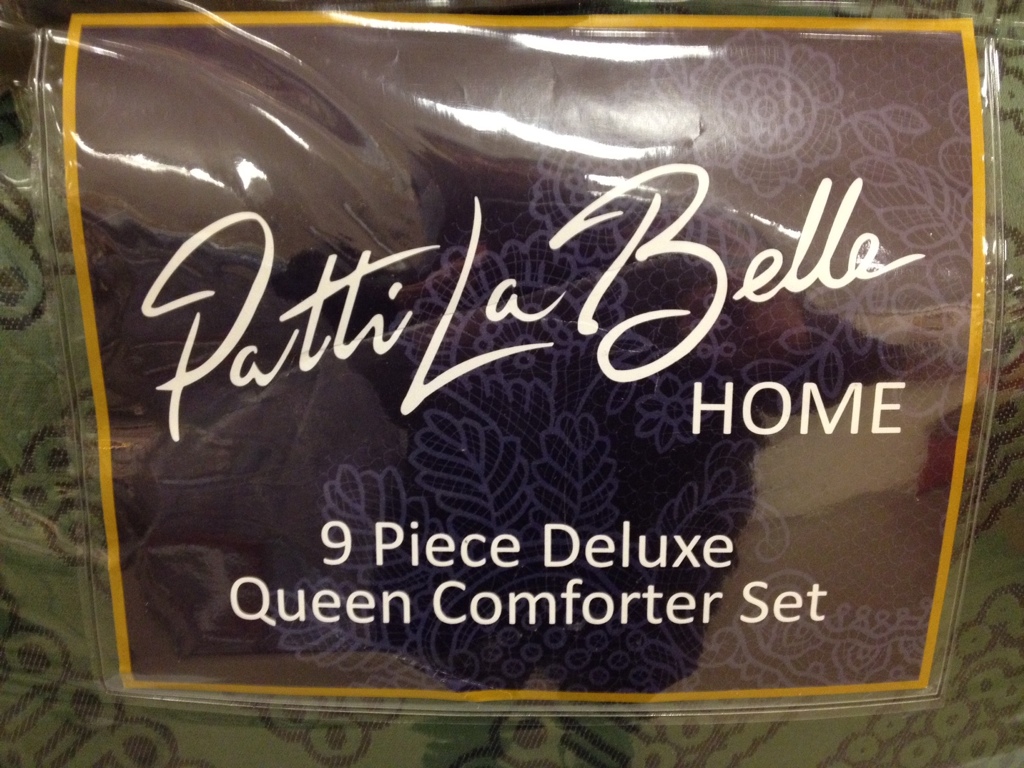 Patti LaBelle
HOME
9 Piece Deluxe
Queen Comforter Set